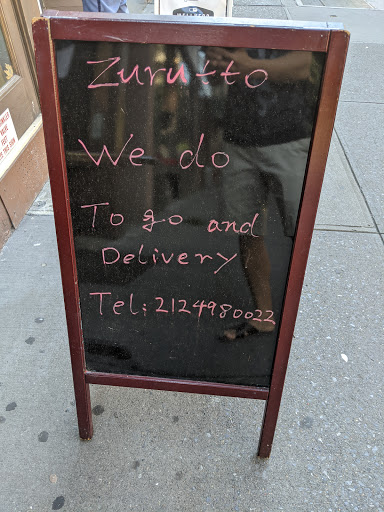 Zurutto
We do
To go and
Delivery
Tel: 2124980022